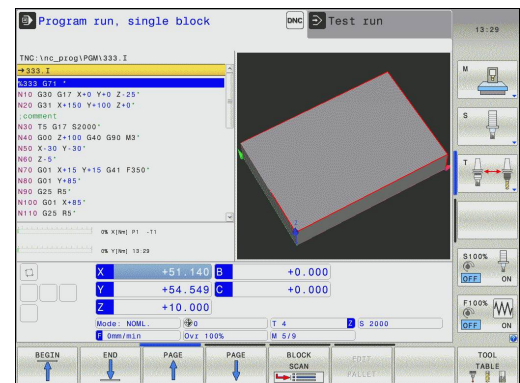 Program run, single block
DNC
Test run
13:29
TNC:\nc_prog\PGM\333.I
→333.I
%333 G71 *
N10 G30 G17 X+0 Y+0 Z-25*
N20 G31 X+150 Y+100 Z+0*
;comment
N30 T5 G17 S2000*
N40 G00 Z+100 G40 G90 M3*
N50 X-30 Y-30*
N60 Z-5*
N70 G01 X+15 Y+15 G41 F350*
N80 G01 Y+85*
N90 G25 R5*
N100 G01 X+85*
N110 G25 R5*
0% X[Nm] P1 -T1
0% Y[Nm] 13:29
X +51.140 B +0.000
Y +54.549 C +0.000
Z +10.000
Mode: NOML. 0 T 4 Z S 2000
F 0mm/min Ovr 100% M 5/9
M
S
T
S100%
OFF ON
F100%
OFF ON
BEGIN
END
PAGE
PAGE
BLOCK SCAN
EDIT PALLET
TOOL TABLE